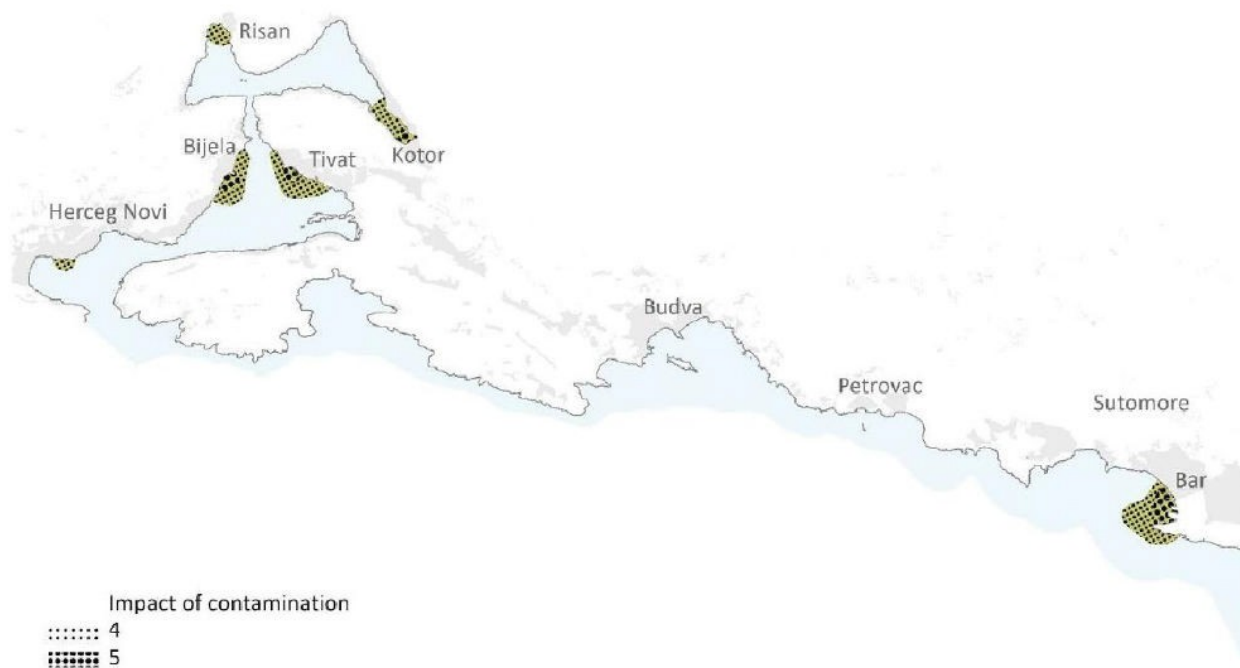 Risan
Bijela
Tivat
Kotor
Herceg Novi
Budva
Petrovac
Sutomore
Bar
Impact of contamination
4
5